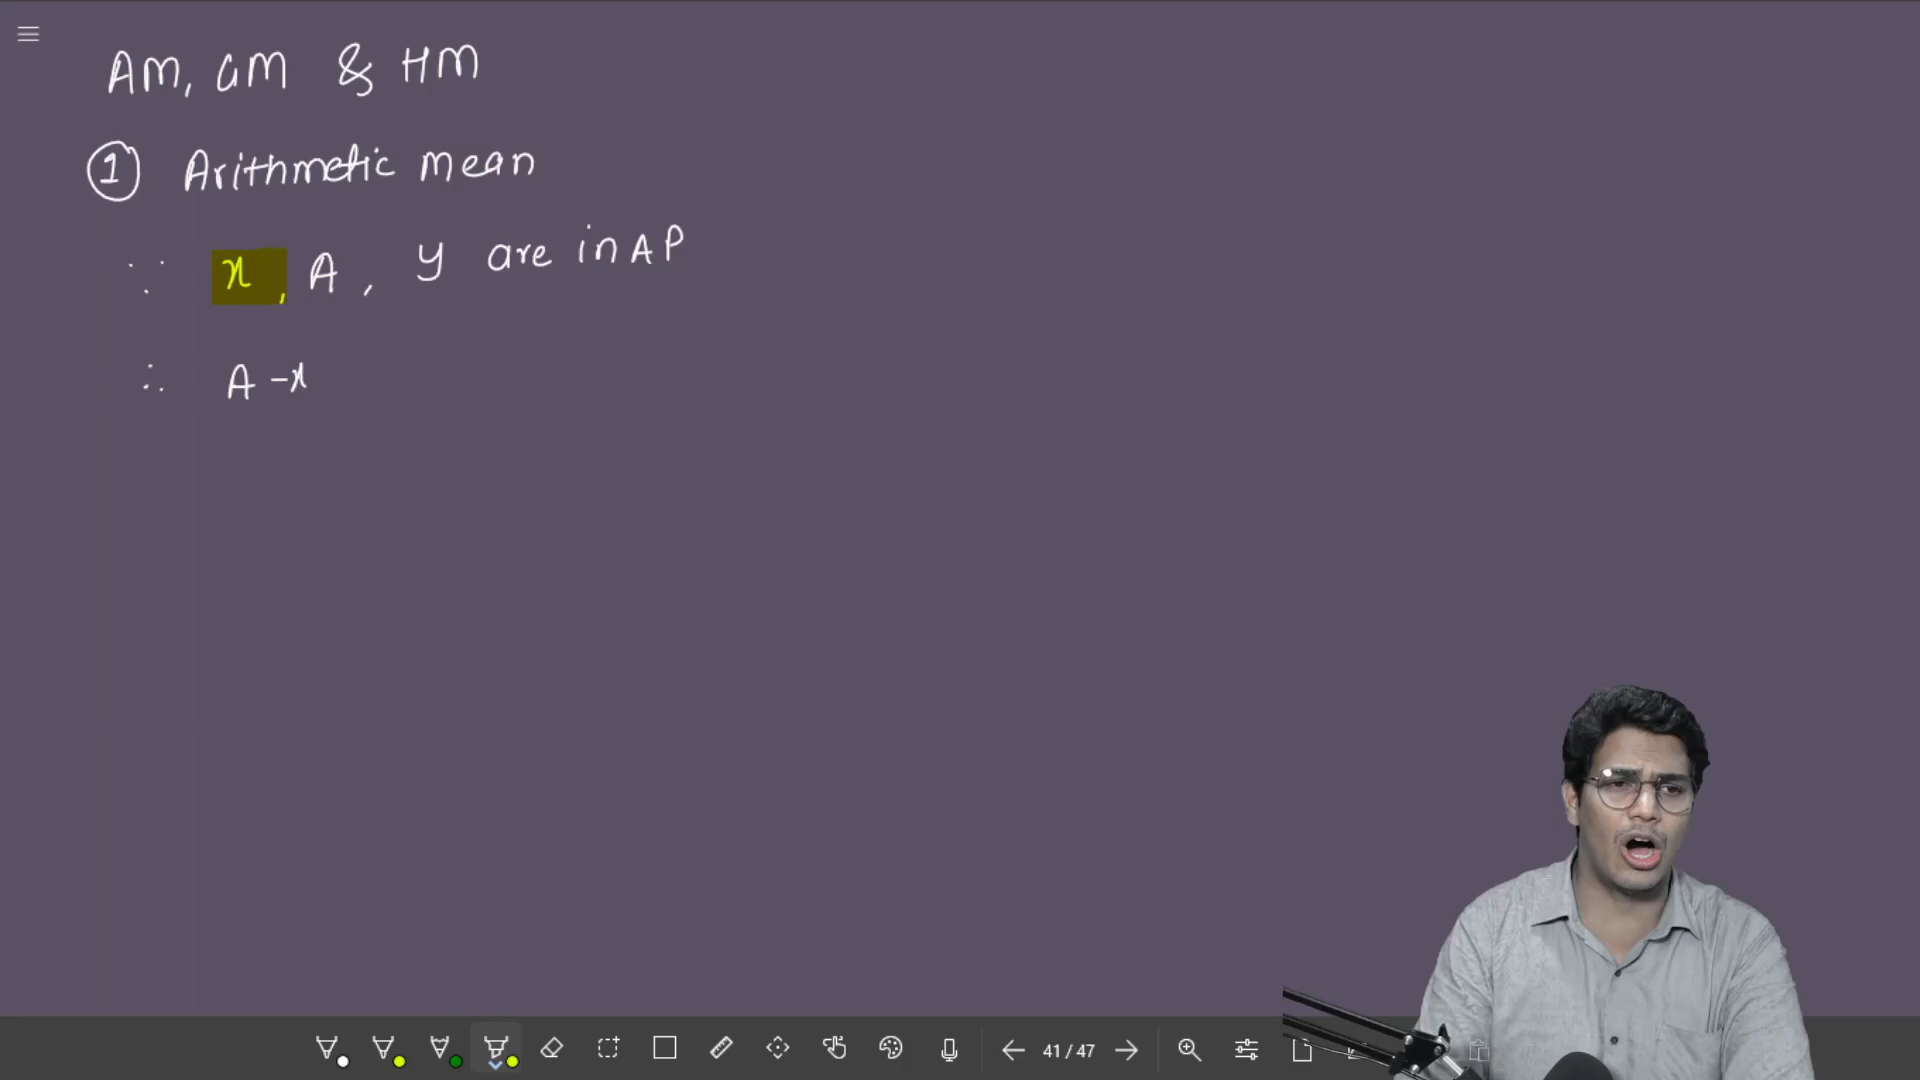 AM, GM & HM
① Arithmetic mean
∵ x, A, y are in AP
∴ A - x
41 / 47